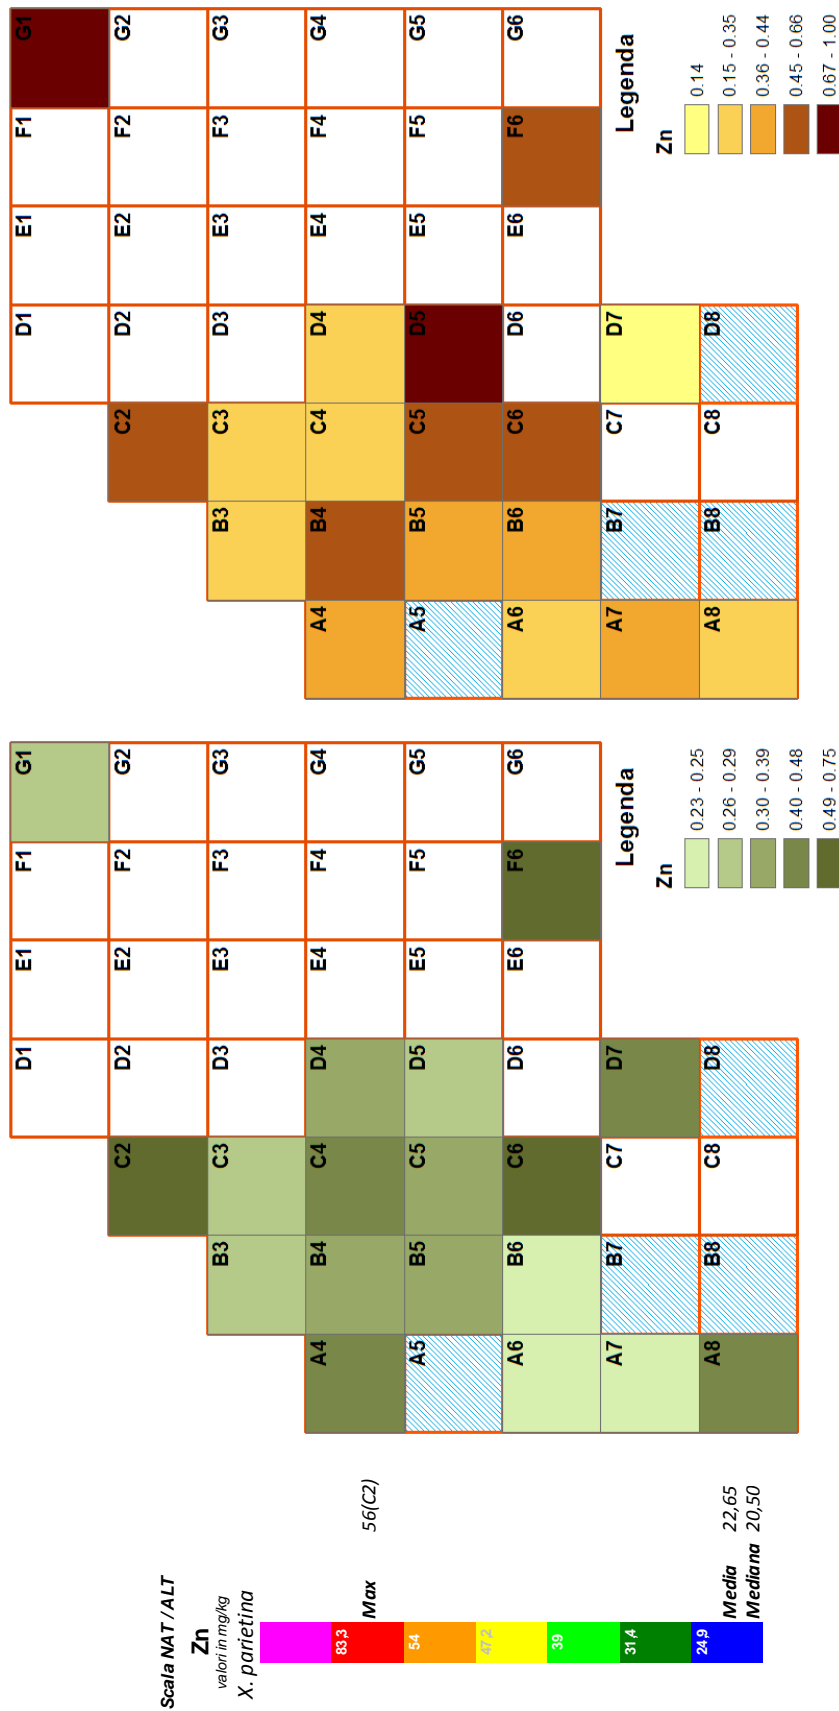 Scala NAT / ALT
Zn
valori in mg/kg
X. parietina
83,3
Max 56(C2)
54
47,2
39
31,4
24,9
Media 22,65
Mediana 20,50
D1 E1 F1 G1
C2 D2 E2 F2 G2
B3 C3 D3 E3 F3 G3
A4 B4 C4 D4 E4 F4 G4
A5 B5 C5 D5 E5 F5 G5
A6 B6 C6 D6 E6 F6 G6
A7 B7 C7 D7
A8 B8 C8 D8
Legenda
Zn
0.23 - 0.25
0.26 - 0.29
0.30 - 0.39
0.40 - 0.48
0.49 - 0.75
D1 E1 F1 G1
C2 D2 E2 F2 G2
B3 C3 D3 E3 F3 G3
A4 B4 C4 D4 E4 F4 G4
A5 B5 C5 D5 E5 F5 G5
A6 B6 C6 D6 E6 F6 G6
A7 B7 C7 D7
A8 B8 C8 D8
Legenda
Zn
0.14
0.15 - 0.35
0.36 - 0.44
0.45 - 0.66
0.67 - 1.00